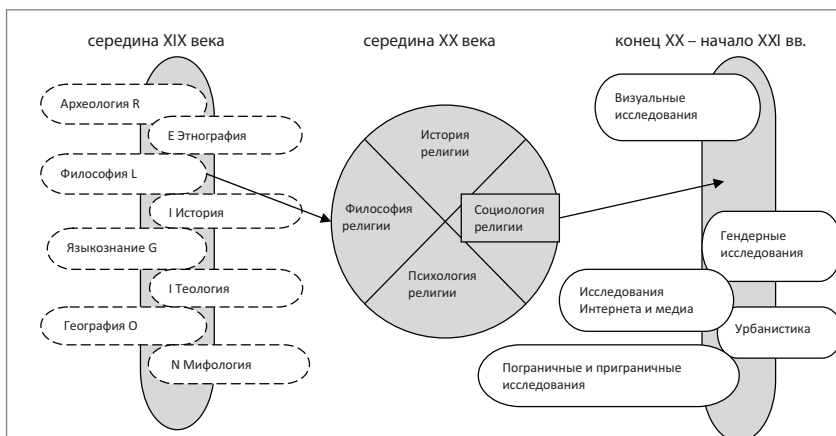 середина XIX века
Археология R
E Этнография
Философия L
I История
Языкознание G
I Теология
География O
N Мифология
середина XX века
История
религии
Философия
религии
Социология
религии
Психология
религии
конец XX – начало XXI вв.
Визуальные
исследования
Гендерные
исследования
Исследования
Интернета и медиа
Урбанистика
Пограничные и приграничные
исследования